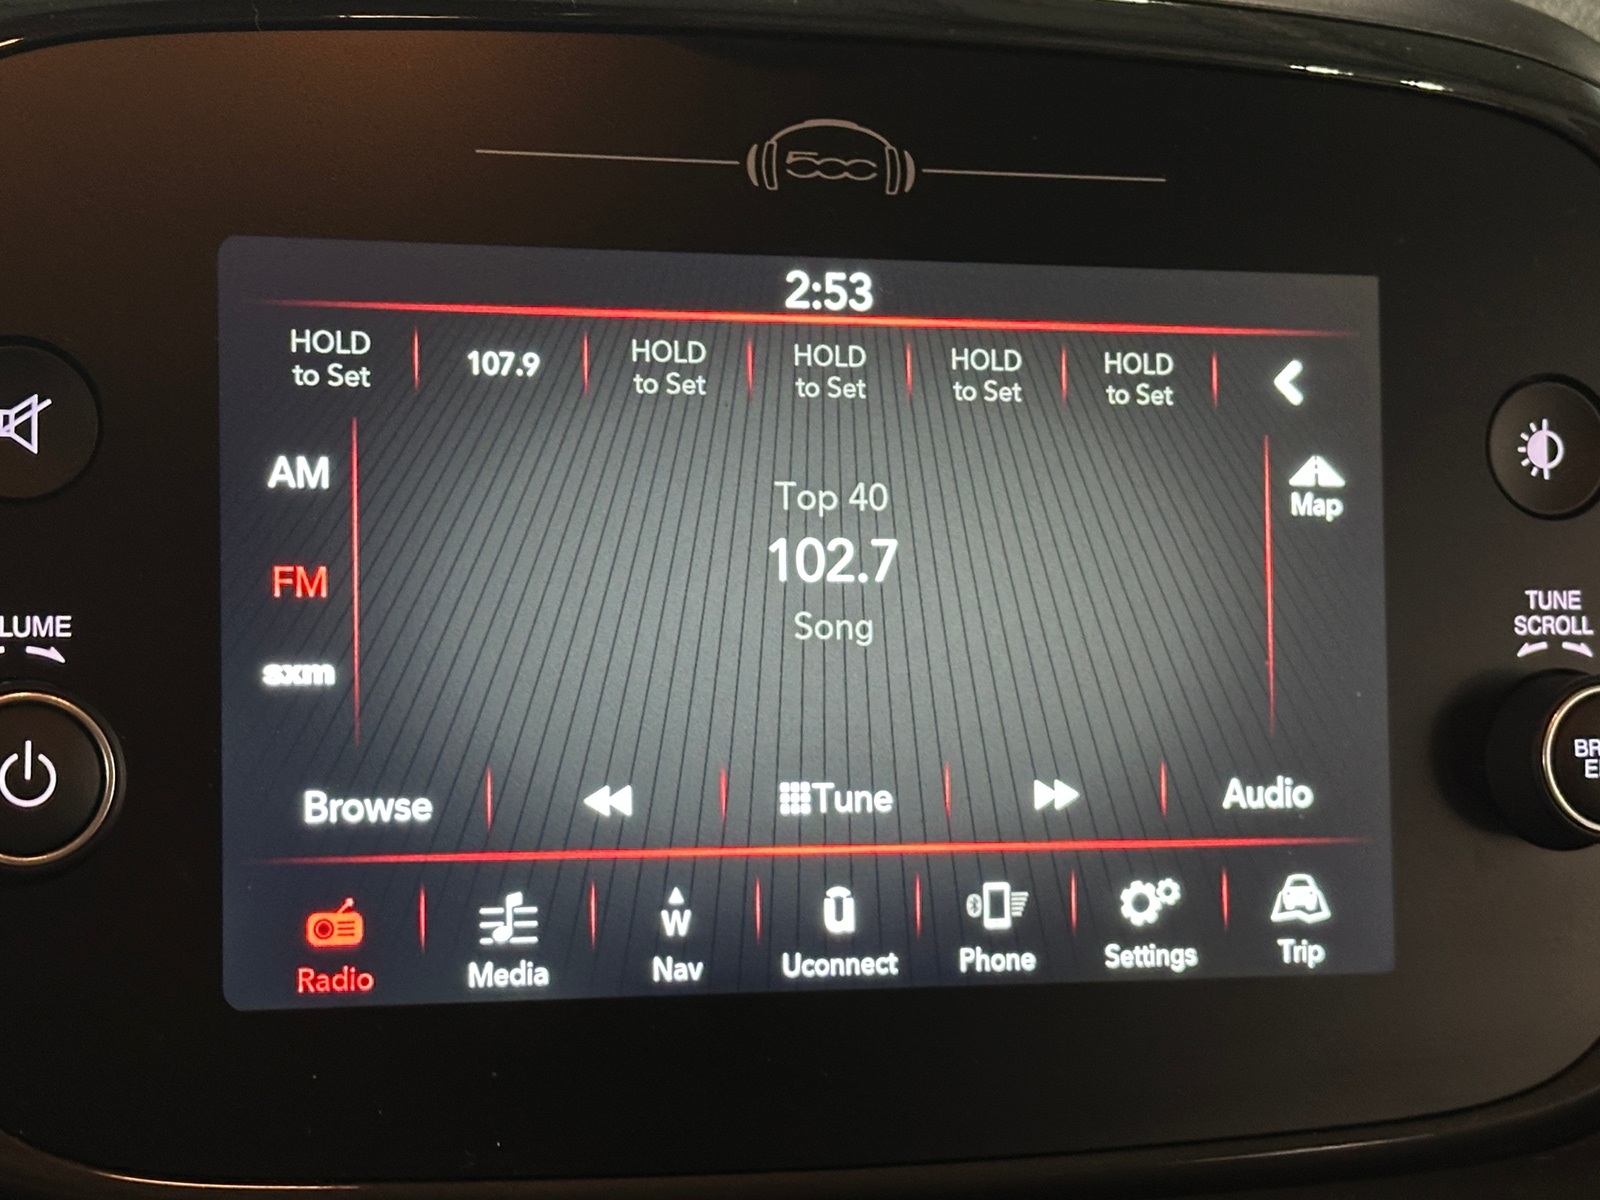 500
2:53
HOLD
to Set
107.9
HOLD
to Set
HOLD
to Set
HOLD
to Set
HOLD
to Set
AM
FM
sxm
Top 40
102.7
Song
Map
Browse
Tune
Audio
Radio
Media
W
Nav
Uconnect
Phone
Settings
Trip
LUME
TUNE
SCROLL
BR
E